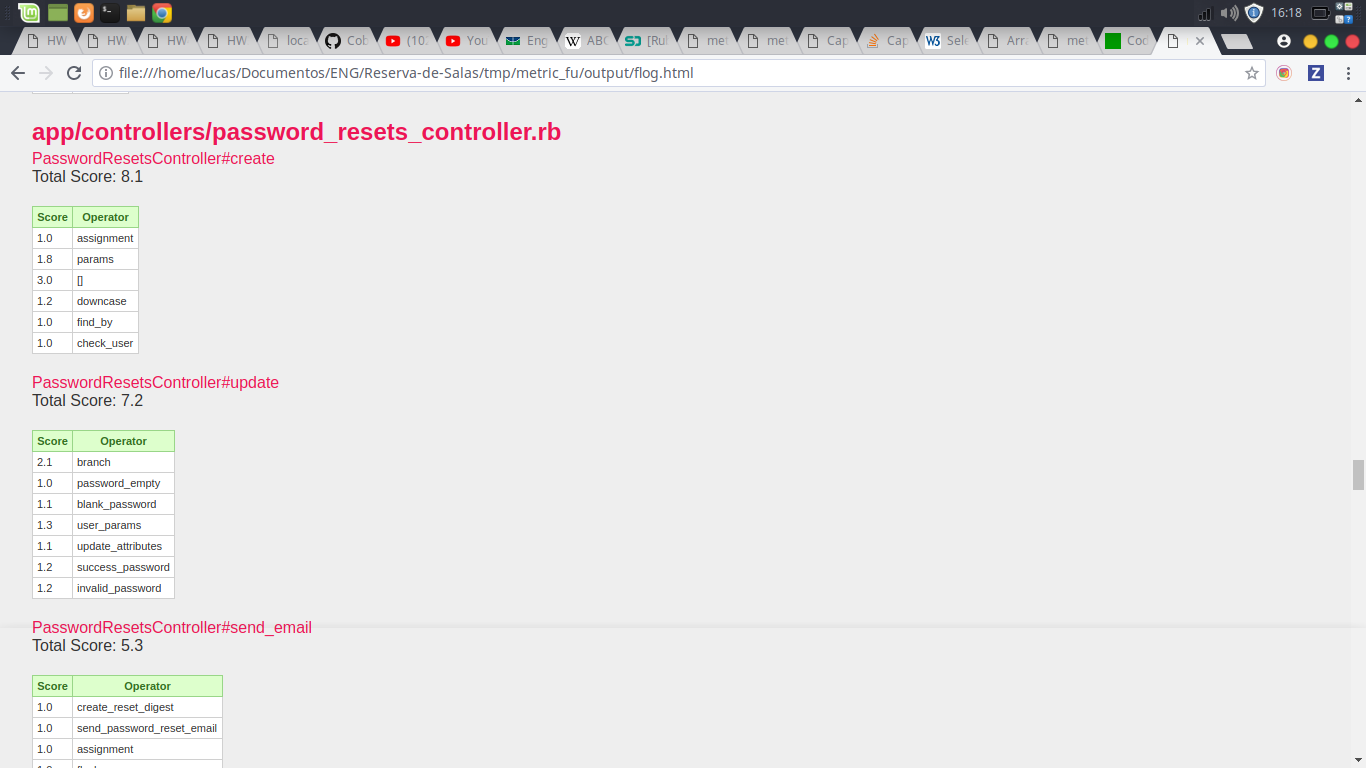 16:18
HW
HW
HW
HW
loca
Cob
(10
You
Eng
ABC
[Rul
met
met
Cap
Cap
Sele
Arra
met
Cod
file:///home/lucas/Documentos/ENG/Reserva-de-Salas/tmp/metric_fu/output/flog.html
app/controllers/password_resets_controller.rb
PasswordResetsController#create
Total Score: 8.1
Score Operator
1.0 assignment
1.8 params
3.0 []
1.2 downcase
1.0 find_by
1.0 check_user
PasswordResetsController#update
Total Score: 7.2
Score Operator
2.1 branch
1.0 password_empty
1.1 blank_password
1.3 user_params
1.1 update_attributes
1.2 success_password
1.2 invalid_password
PasswordResetsController#send_email
Total Score: 5.3
Score Operator
1.0 create_reset_digest
1.0 send_password_reset_email
1.0 assignment